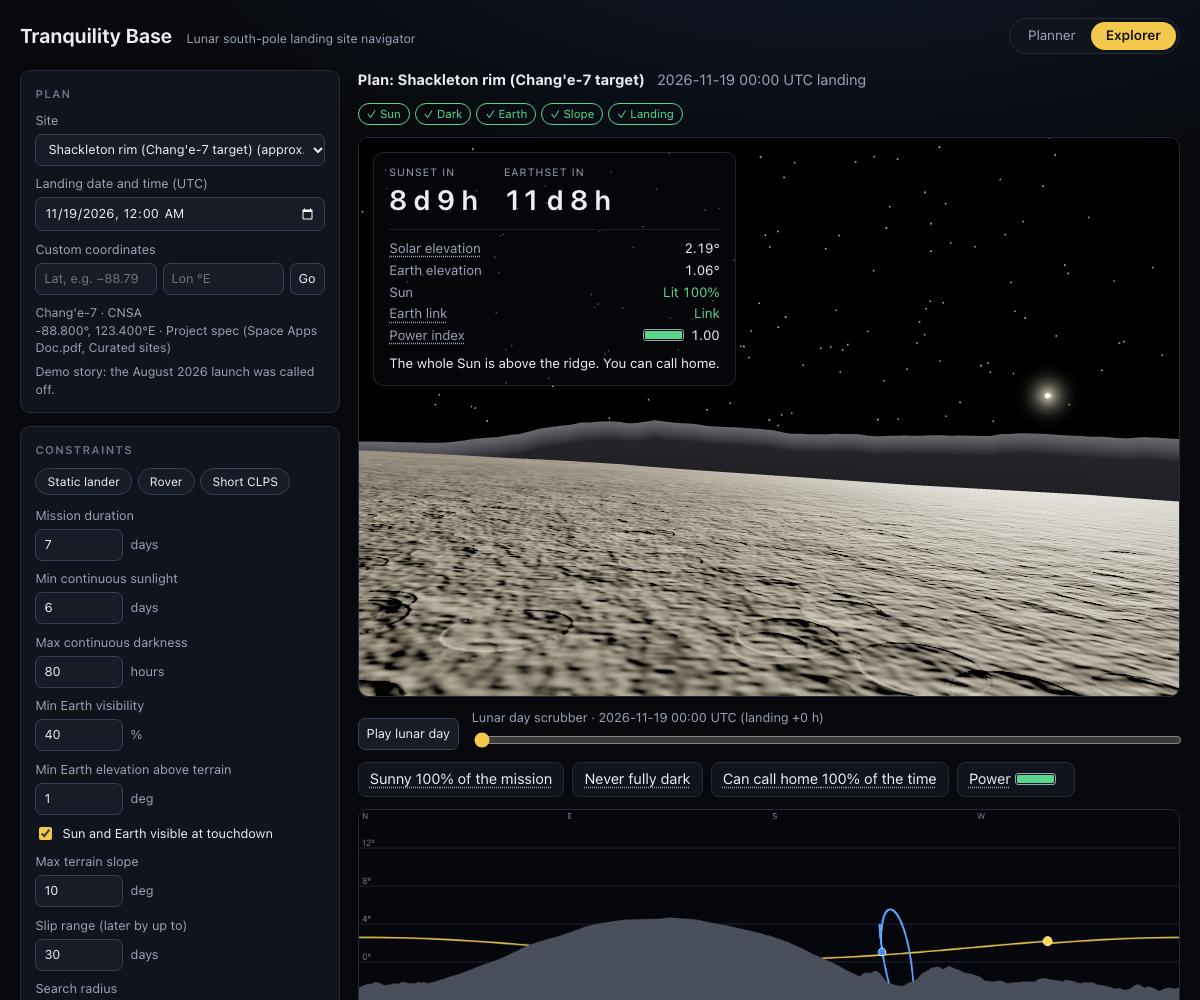 Tranquility Base Lunar south-pole landing site navigator
Planner Explorer
PLAN
Site
Shackleton rim (Chang'e-7 target) (approx.
Landing date and time (UTC)
11/19/2026, 12:00 AM
Custom coordinates
Lat, e.g. −88.79 Lon °E Go
Chang'e-7 · CNSA
-88.800°, 123.400°E · Project spec (Space Apps
Doc.pdf, Curated sites)
Demo story: the August 2026 launch was called
off.
CONSTRAINTS
Static lander Rover Short CLPS
Mission duration
7 days
Min continuous sunlight
6 days
Max continuous darkness
80 hours
Min Earth visibility
40 %
Min Earth elevation above terrain
1 deg
Sun and Earth visible at touchdown
Max terrain slope
10 deg
Slip range (later by up to)
30 days
Search radius
Plan: Shackleton rim (Chang'e-7 target) 2026-11-19 00:00 UTC landing
✓ Sun ✓ Dark ✓ Earth ✓ Slope ✓ Landing
SUNSET IN EARTHSET IN
8 d 9 h 11 d 8 h
Solar elevation 2.19°
Earth elevation 1.06°
Sun Lit 100%
Earth link Link
Power index 1.00
The whole Sun is above the ridge. You can call home.
Lunar day scrubber · 2026-11-19 00:00 UTC (landing +0 h)
Play lunar day
Sunny 100% of the mission Never fully dark Can call home 100% of the time Power
N E S W
12°
8°
4°
0°